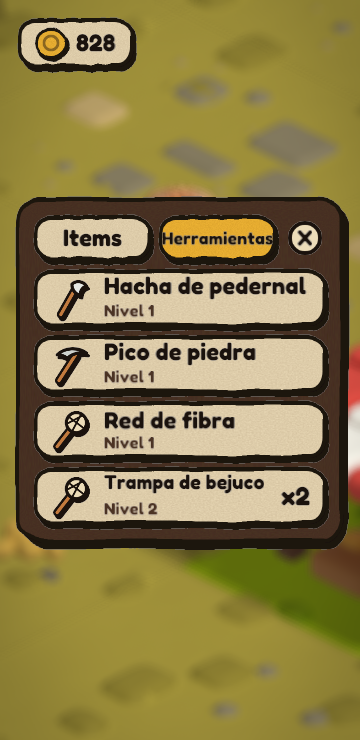 828
Items
Herramientas
Hacha de pedernal
Nivel 1
Pico de piedra
Nivel 1
Red de fibra
Nivel 1
Trampa de bejuco
Nivel 2
x2